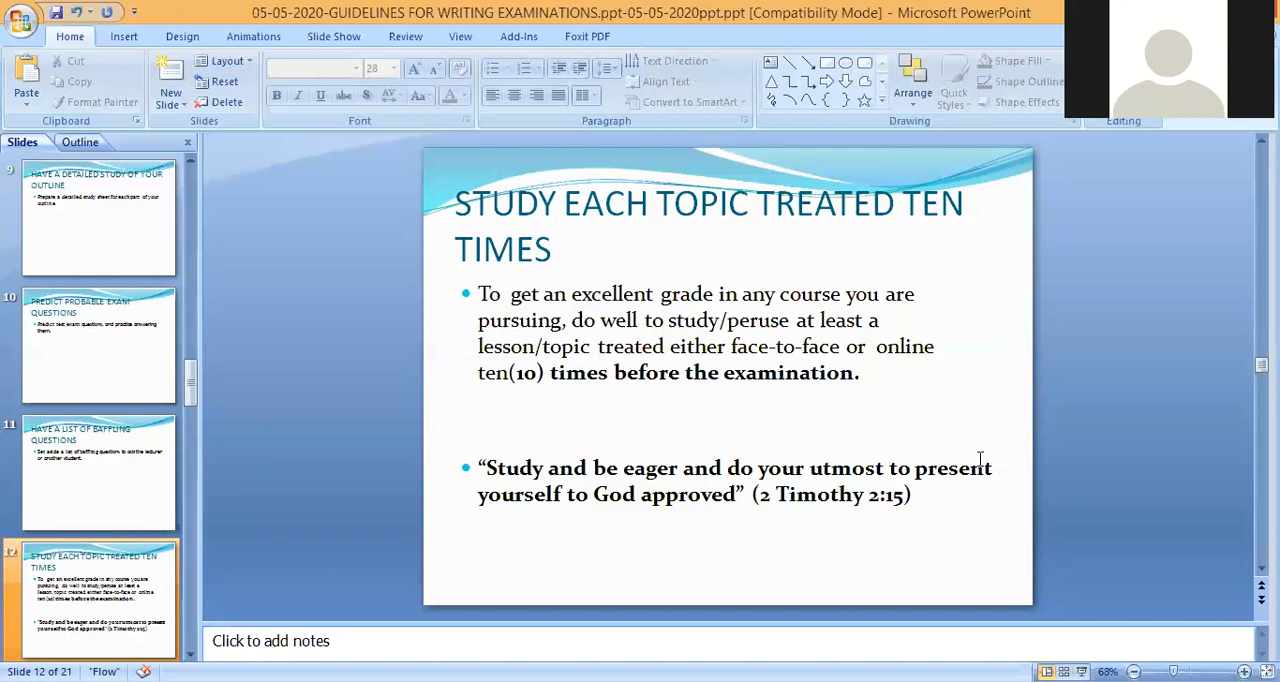 05-05-2020-GUIDELINES FOR WRITING EXAMINATIONS.ppt-05-05-2020ppt.ppt [Compatibility Mode] - Microsoft PowerPoint
Home Insert Design Animations Slide Show Review View Add-Ins Foxit PDF
Paste
Cut
Copy
Format Painter
Clipboard
New
Slide
Layout
Reset
Delete
Slides
28
B I U abc S AV Aa A
Font
Text Direction
Align Text
Convert to SmartArt
Paragraph
Arrange
Quick
Styles
Shape Fill
Shape Outline
Shape Effects
Drawing
Editing
Slides Outline
9
HAVE A DETAILED STUDY OF YOUR
OUTLINE
Prepare a detailed study sheet for each part of your
outline.
10
PREDICT PROBABLE EXAM
QUESTIONS
Predict test/exam questions, and practise answering
them.
11
HAVE A LIST OF BAFFLING
QUESTIONS
Set aside a list of baffling question to ask the lecturer
or another student.
12
STUDY EACH TOPIC TREATED TEN
TIMES
To get an excellent grade in any course you are
pursuing, do well to study/peruse at least a
lesson/topic treated either face-to-face or online
ten(10) times before the examination.
"Study and be eager and do your utmost to present
yourself to God approved" (2 Timothy 2:15)
STUDY EACH TOPIC TREATED TEN
TIMES
To get an excellent grade in any course you are
pursuing, do well to study/peruse at least a
lesson/topic treated either face-to-face or online
ten(10) times before the examination.
“Study and be eager and do your utmost to present
yourself to God approved” (2 Timothy 2:15)
Click to add notes
Slide 12 of 21 "Flow" 68%